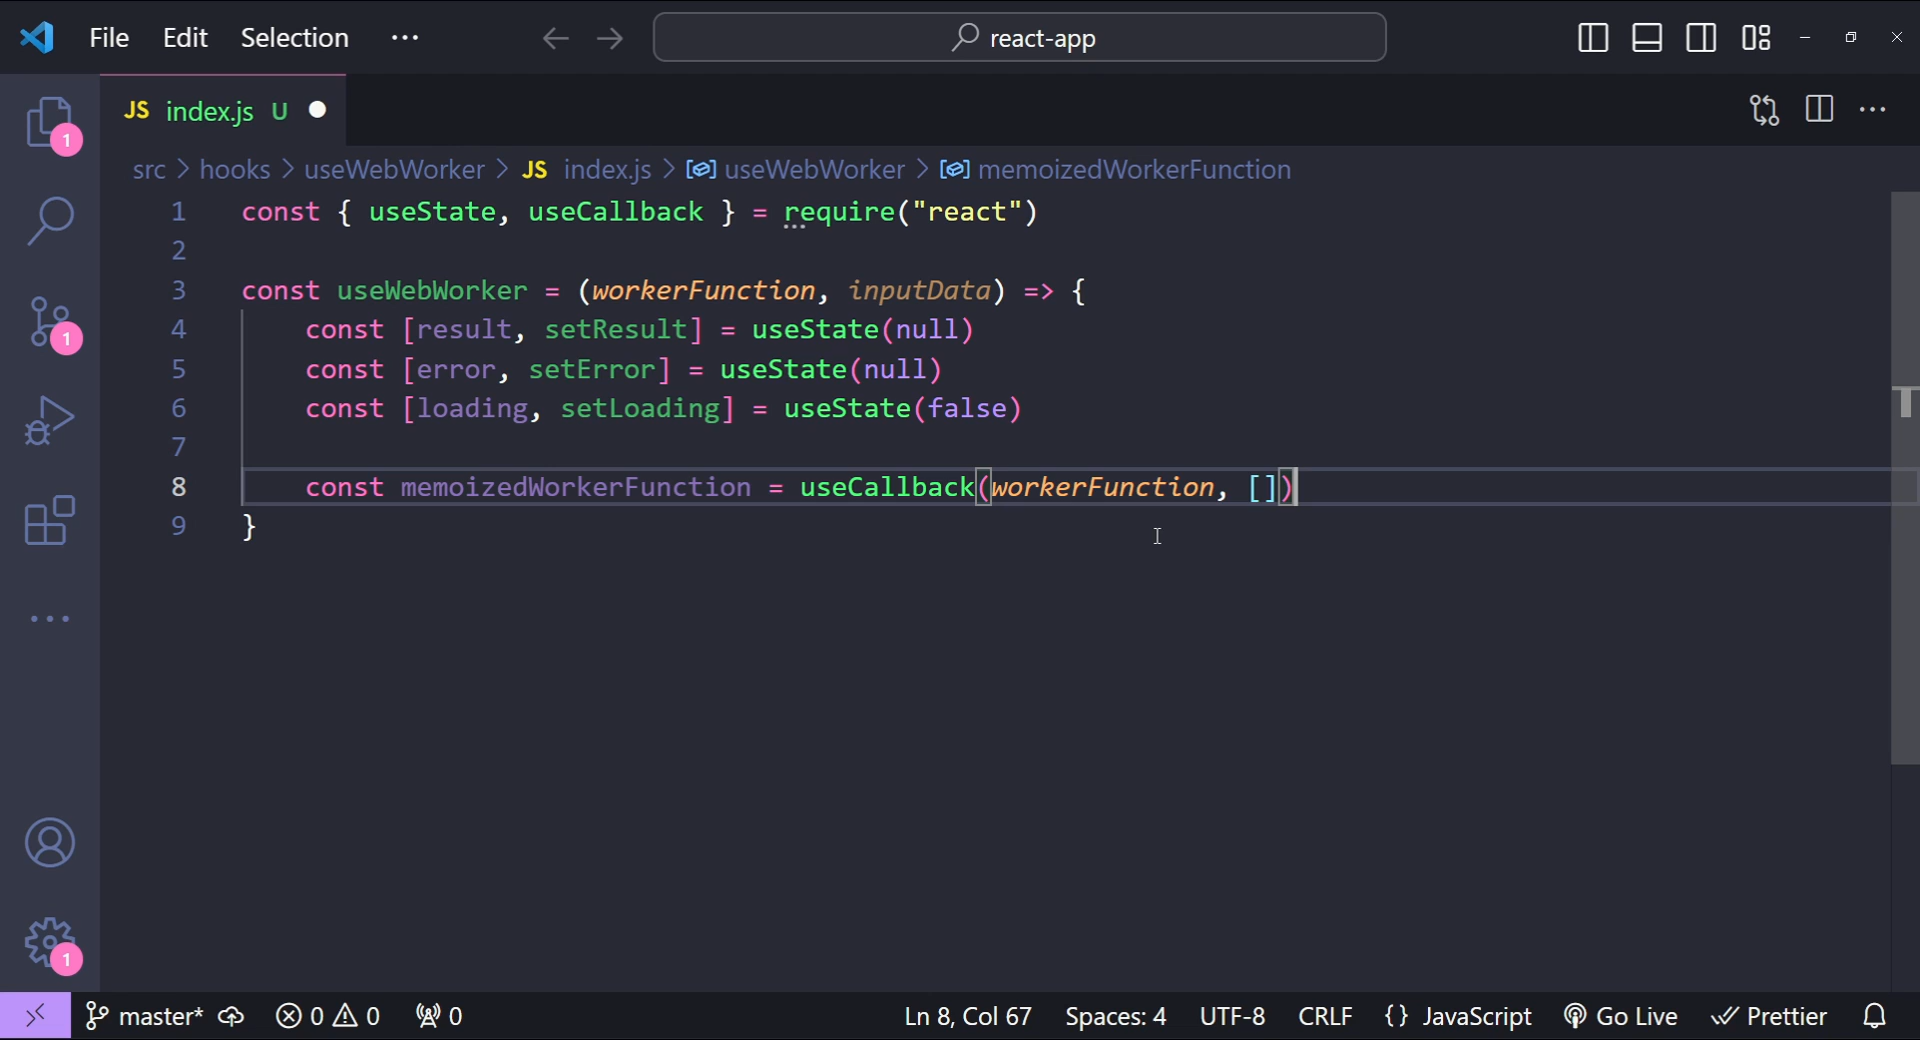 File Edit Selection ···
react-app
JS index.js U
src > hooks > useWebWorker > JS index.js > useWebWorker > memoizedWorkerFunction
1 const { useState, useCallback } = require("react")
2
3 const useWebWorker = (workerFunction, inputData) => {
4 const [result, setResult] = useState(null)
5 const [error, setError] = useState(null)
6 const [loading, setLoading] = useState(false)
7
8 const memoizedWorkerFunction = useCallback(workerFunction, [])
9 }
1
1
1
master* 0 0 0 Ln 8, Col 67 Spaces: 4 UTF-8 CRLF {} JavaScript Go Live Prettier